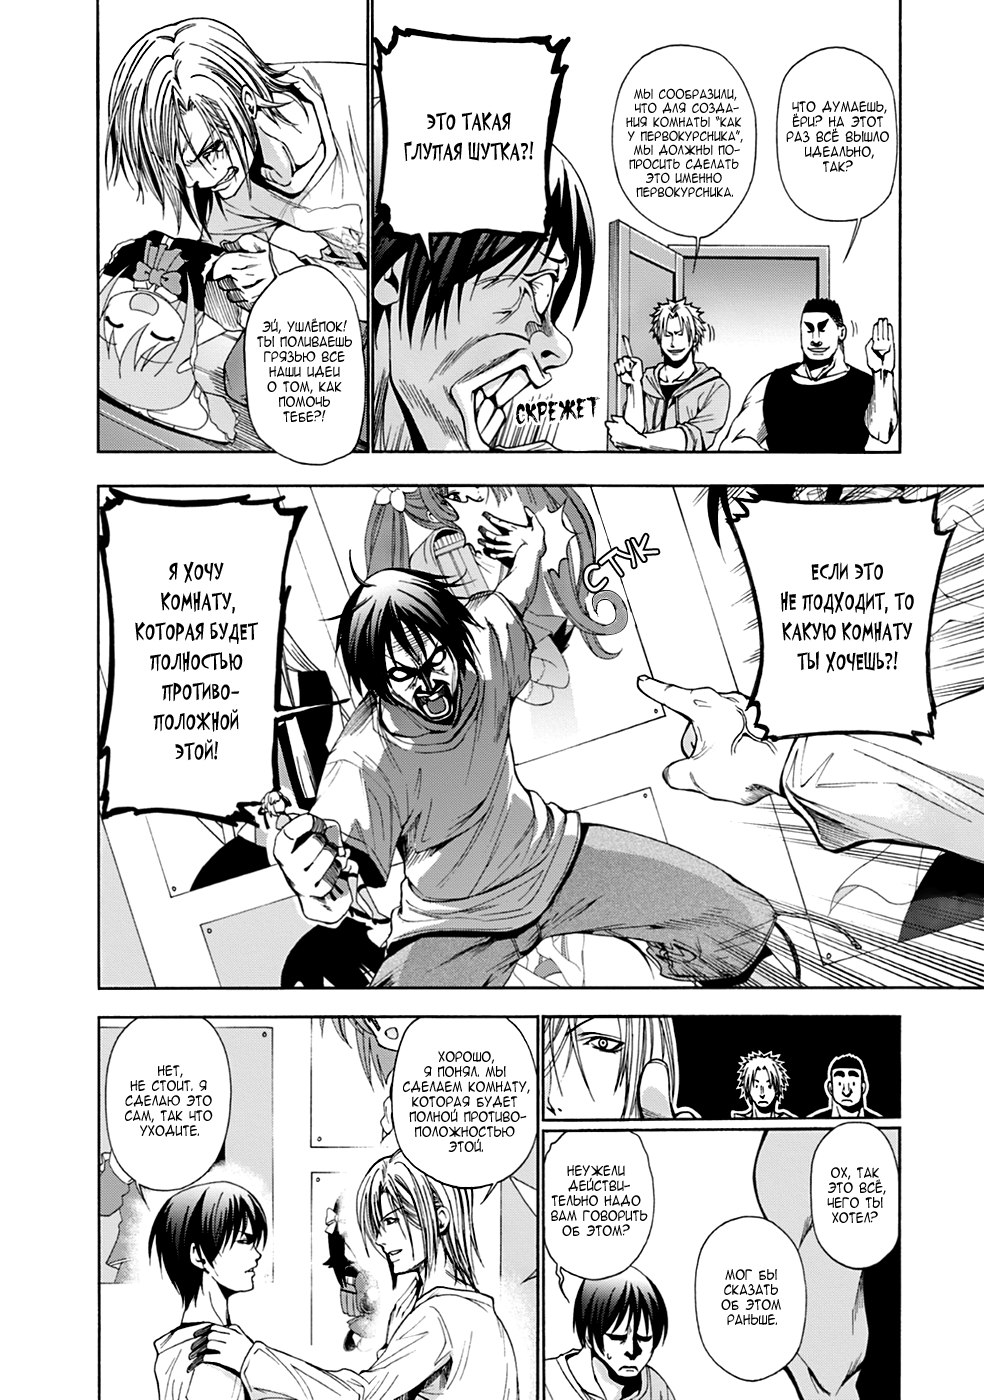 ЧТО ДУМАЕШЬ,
ЁРИ? НА ЭТОТ
РАЗ ВСЁ ВЫШЛО
ИДЕАЛЬНО,
ТАК?
МЫ СООБРАЗИЛИ,
ЧТО ДЛЯ СОЗДА-
НИЯ КОМНАТЫ "КАК
У ПЕРВОКУРСНИКА",
МЫ ДОЛЖНЫ ПО-
ПРОСИТЬ СДЕЛАТЬ
ЭТО ИМЕННО
ПЕРВОКУРСНИКА.
ЭТО ТАКАЯ
ГЛУПАЯ ШУТКА?!
СКРЕЖЕТ
ЭЙ, УШЛЁПОК!
ТЫ ПОЛИВАЕШЬ
ГРЯЗЬЮ ВСЕ
НАШИ ИДЕИ
О ТОМ, КАК
ПОМОЧЬ
ТЕБЕ?!
ЕСЛИ ЭТО
НЕ ПОДХОДИТ, ТО
КАКУЮ КОМНАТУ
ТЫ ХОЧЕШЬ?!
СТУК
Я ХОЧУ
КОМНАТУ,
КОТОРАЯ БУДЕТ
ПОЛНОСТЬЮ
ПРОТИВО-
ПОЛОЖНОЙ
ЭТОЙ!
ОХ, ТАК
ЭТО ВСЁ,
ЧЕГО ТЫ
ХОТЕЛ?
МОГ БЫ
СКАЗАТЬ
ОБ ЭТОМ
РАНЬШЕ.
НЕУЖЕЛИ
ДЕЙСТВИ-
ТЕЛЬНО НАДО
ВАМ ГОВОРИТЬ
ОБ ЭТОМ?
ХОРОШО,
Я ПОНЯЛ. МЫ
СДЕЛАЕМ КОМНАТУ,
КОТОРАЯ БУДЕТ
ПОЛНОЙ ПРОТИВО-
ПОЛОЖНОСТЬЮ
ЭТОЙ.
НЕТ,
НЕ СТОИТ. Я
СДЕЛАЮ ЭТО
САМ, ТАК ЧТО
УХОДИТЕ.